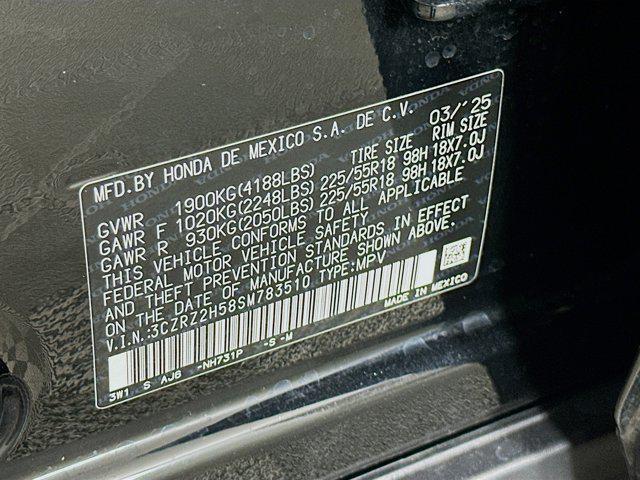 MFD.BY HONDA DE MEXICO S.A. DE C.V. 03/'25
TIRE SIZE RIM SIZE
GVWR 1900KG(4188LBS)
GAWR F 1020KG(2248LBS) 225/55R18 98H 18X7.0J
GAWR R 930KG(2050LBS) 225/55R18 98H 18X7.0J
THIS VEHICLE CONFORMS TO ALL APPLICABLE
FEDERAL MOTOR VEHICLE SAFETY
AND THEFT PREVENTION STANDARDS IN EFFECT
ON THE DATE OF MANUFACTURE SHOWN ABOVE.
V.I.N.:3CZRZ2H58SM783510 TYPE:MPV
MADE IN MEXICO
3W1 S AJ6 -NH731P -S -M